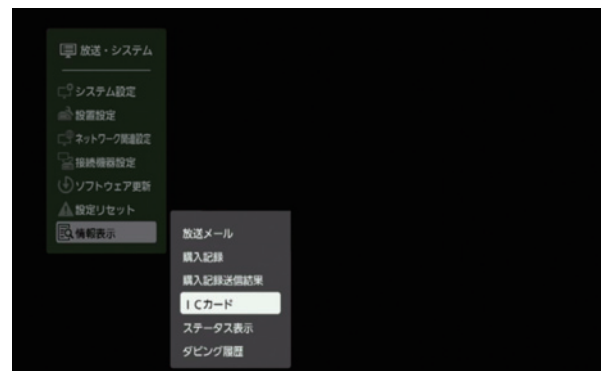 放送・システム
システム設定
設置設定
ネットワーク関連設定
接続機器設定
ソフトウェア更新
設定リセット
情報表示
放送メール
購入記録
購入記録送信結果
ＩＣカード
ステータス表示
ダビング履歴